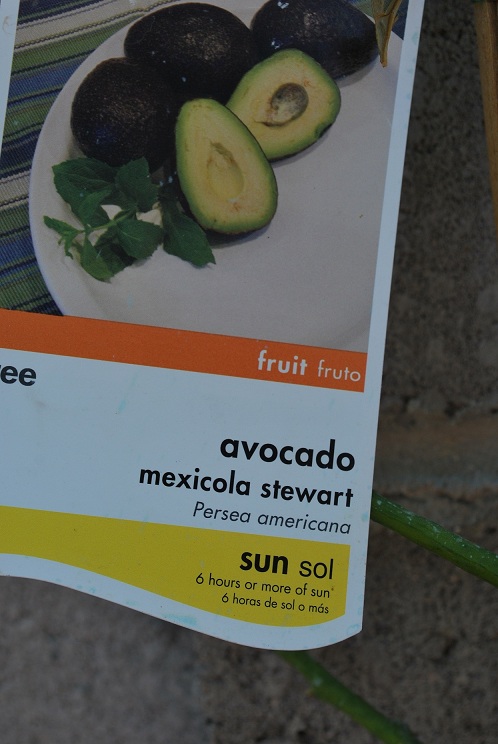 fruit fruto
ee
avocado
mexicola stewart
Persea americana
sun sol
6 hours or more of sun*
6 horas de sol o más